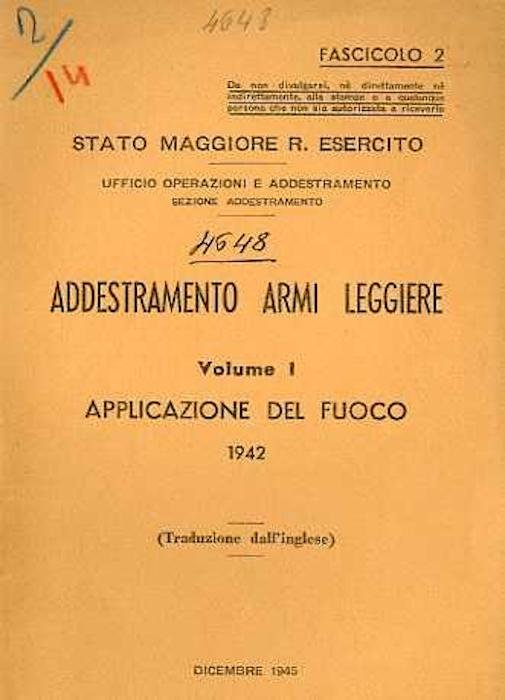 4648
12/14
FASCICOLO 2
Da non divulgarsi, nè direttamente nè
indirettamente, alla stampa o a qualunque
persona che non sia autorizzata a riceverlo
STATO MAGGIORE R. ESERCITO
UFFICIO OPERAZIONI E ADDESTRAMENTO
SEZIONE ADDESTRAMENTO
4648
ADDESTRAMENTO ARMI LEGGIERE
Volume I
APPLICAZIONE DEL FUOCO
1942
(Traduzione dall'inglese)
DICEMBRE 1945